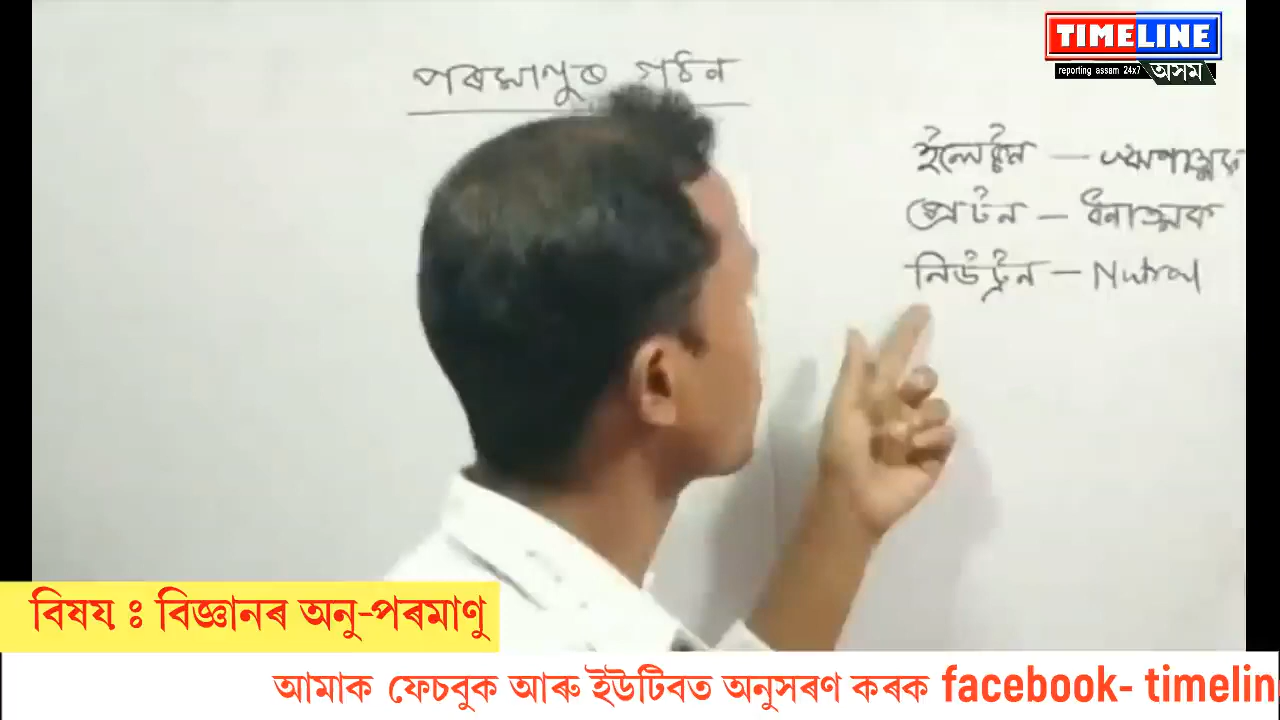 TIMELINE
reporting assam 24x7 অসম
পৰমাণুৰ গঠন
ইলেক্ট্ৰন — ঋণাত্মক
প্ৰোটন — ধনাত্মক
নিউট্ৰন — Nutral
বিষয় ঃ বিজ্ঞানৰ অনু-পৰমাণু
আমাক ফেচবুক আৰু ইউটিবত অনুসৰণ কৰক facebook- timelin